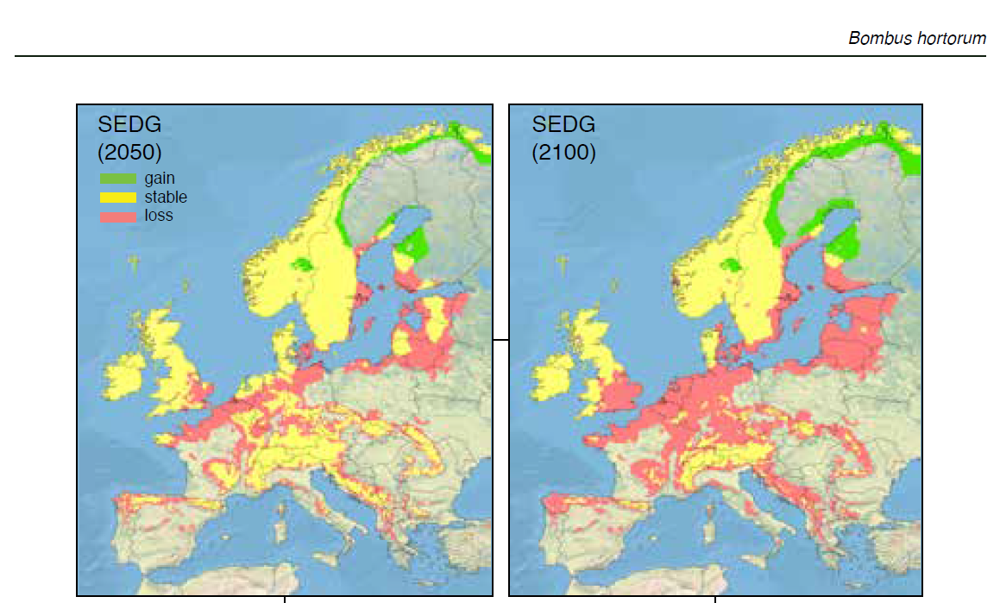 Bombus hortorum
SEDG
(2050)
gain
stable
loss
SEDG
(2100)